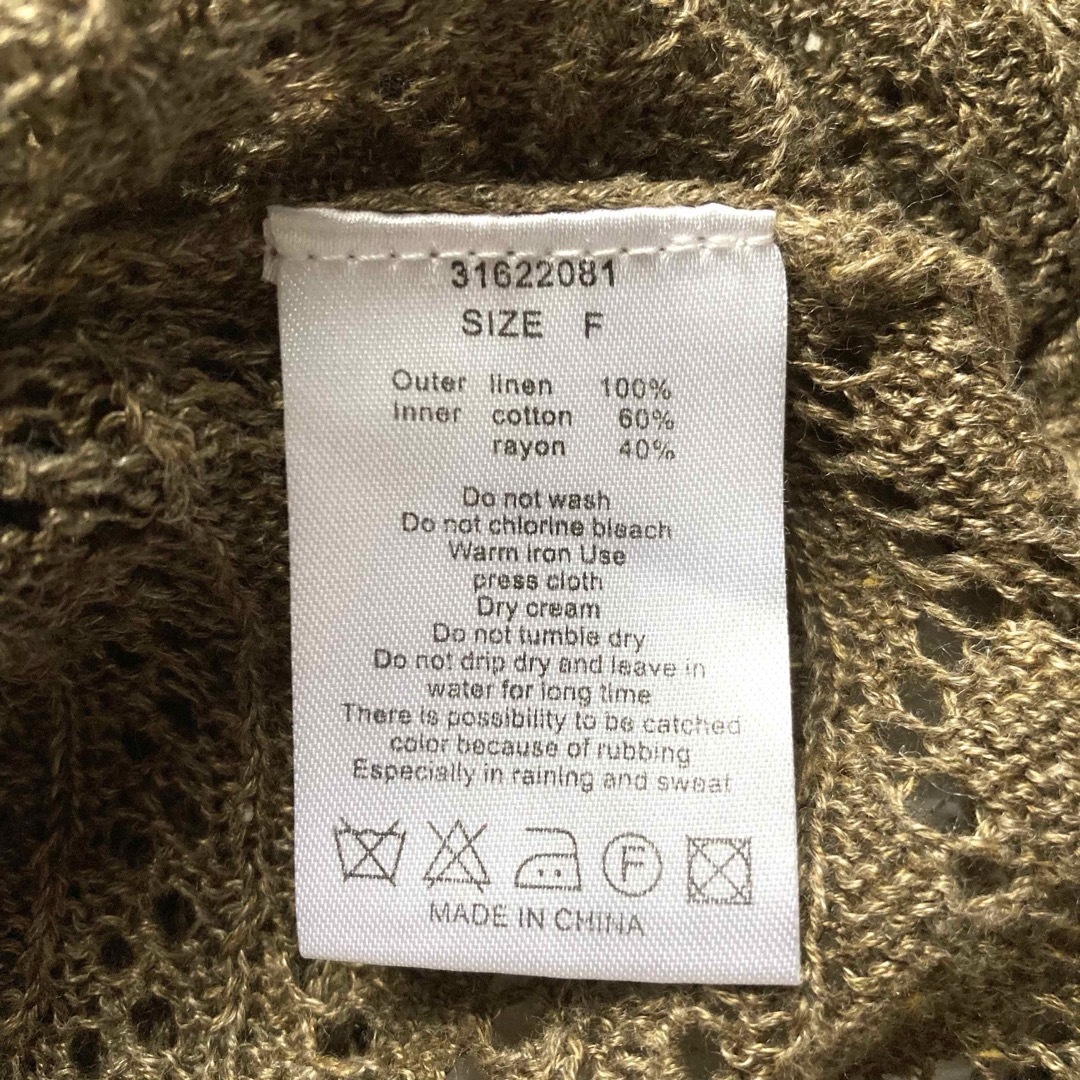 31622081
SIZE F
Outer linen 100%
Inner cotton 60%
rayon 40%
Do not wash
Do not chlorine bleach
Warm iron Use
press cloth
Dry cream
Do not tumble dry
Do not drip dry and leave in
water for long time
There is possibility to be catched
color because of rubbing
Especially in raining and sweat
F
MADE IN CHINA